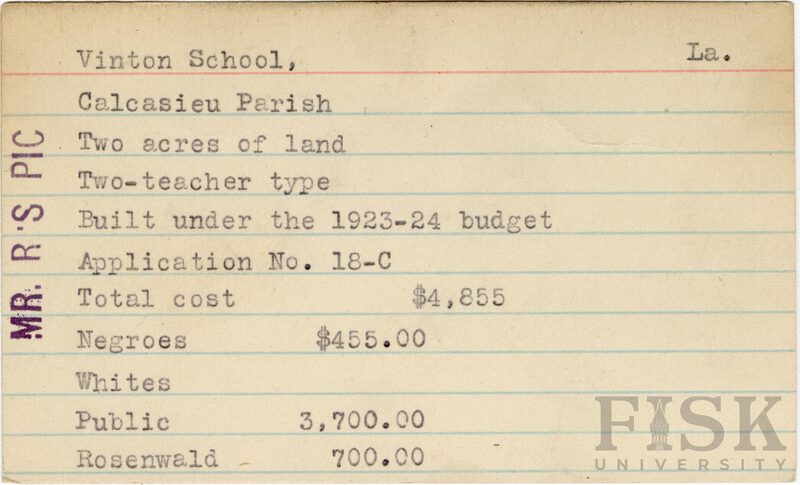 Vinton School, La.
Calcasieu Parish
Two acres of land
Two-teacher type
Built under the 1923-24 budget
Application No. 18-C
Total cost $4,855
Negroes $455.00
Whites
Public 3,700.00
Rosenwald 700.00
MR. R'S PIC
FISK
UNIVERSITY